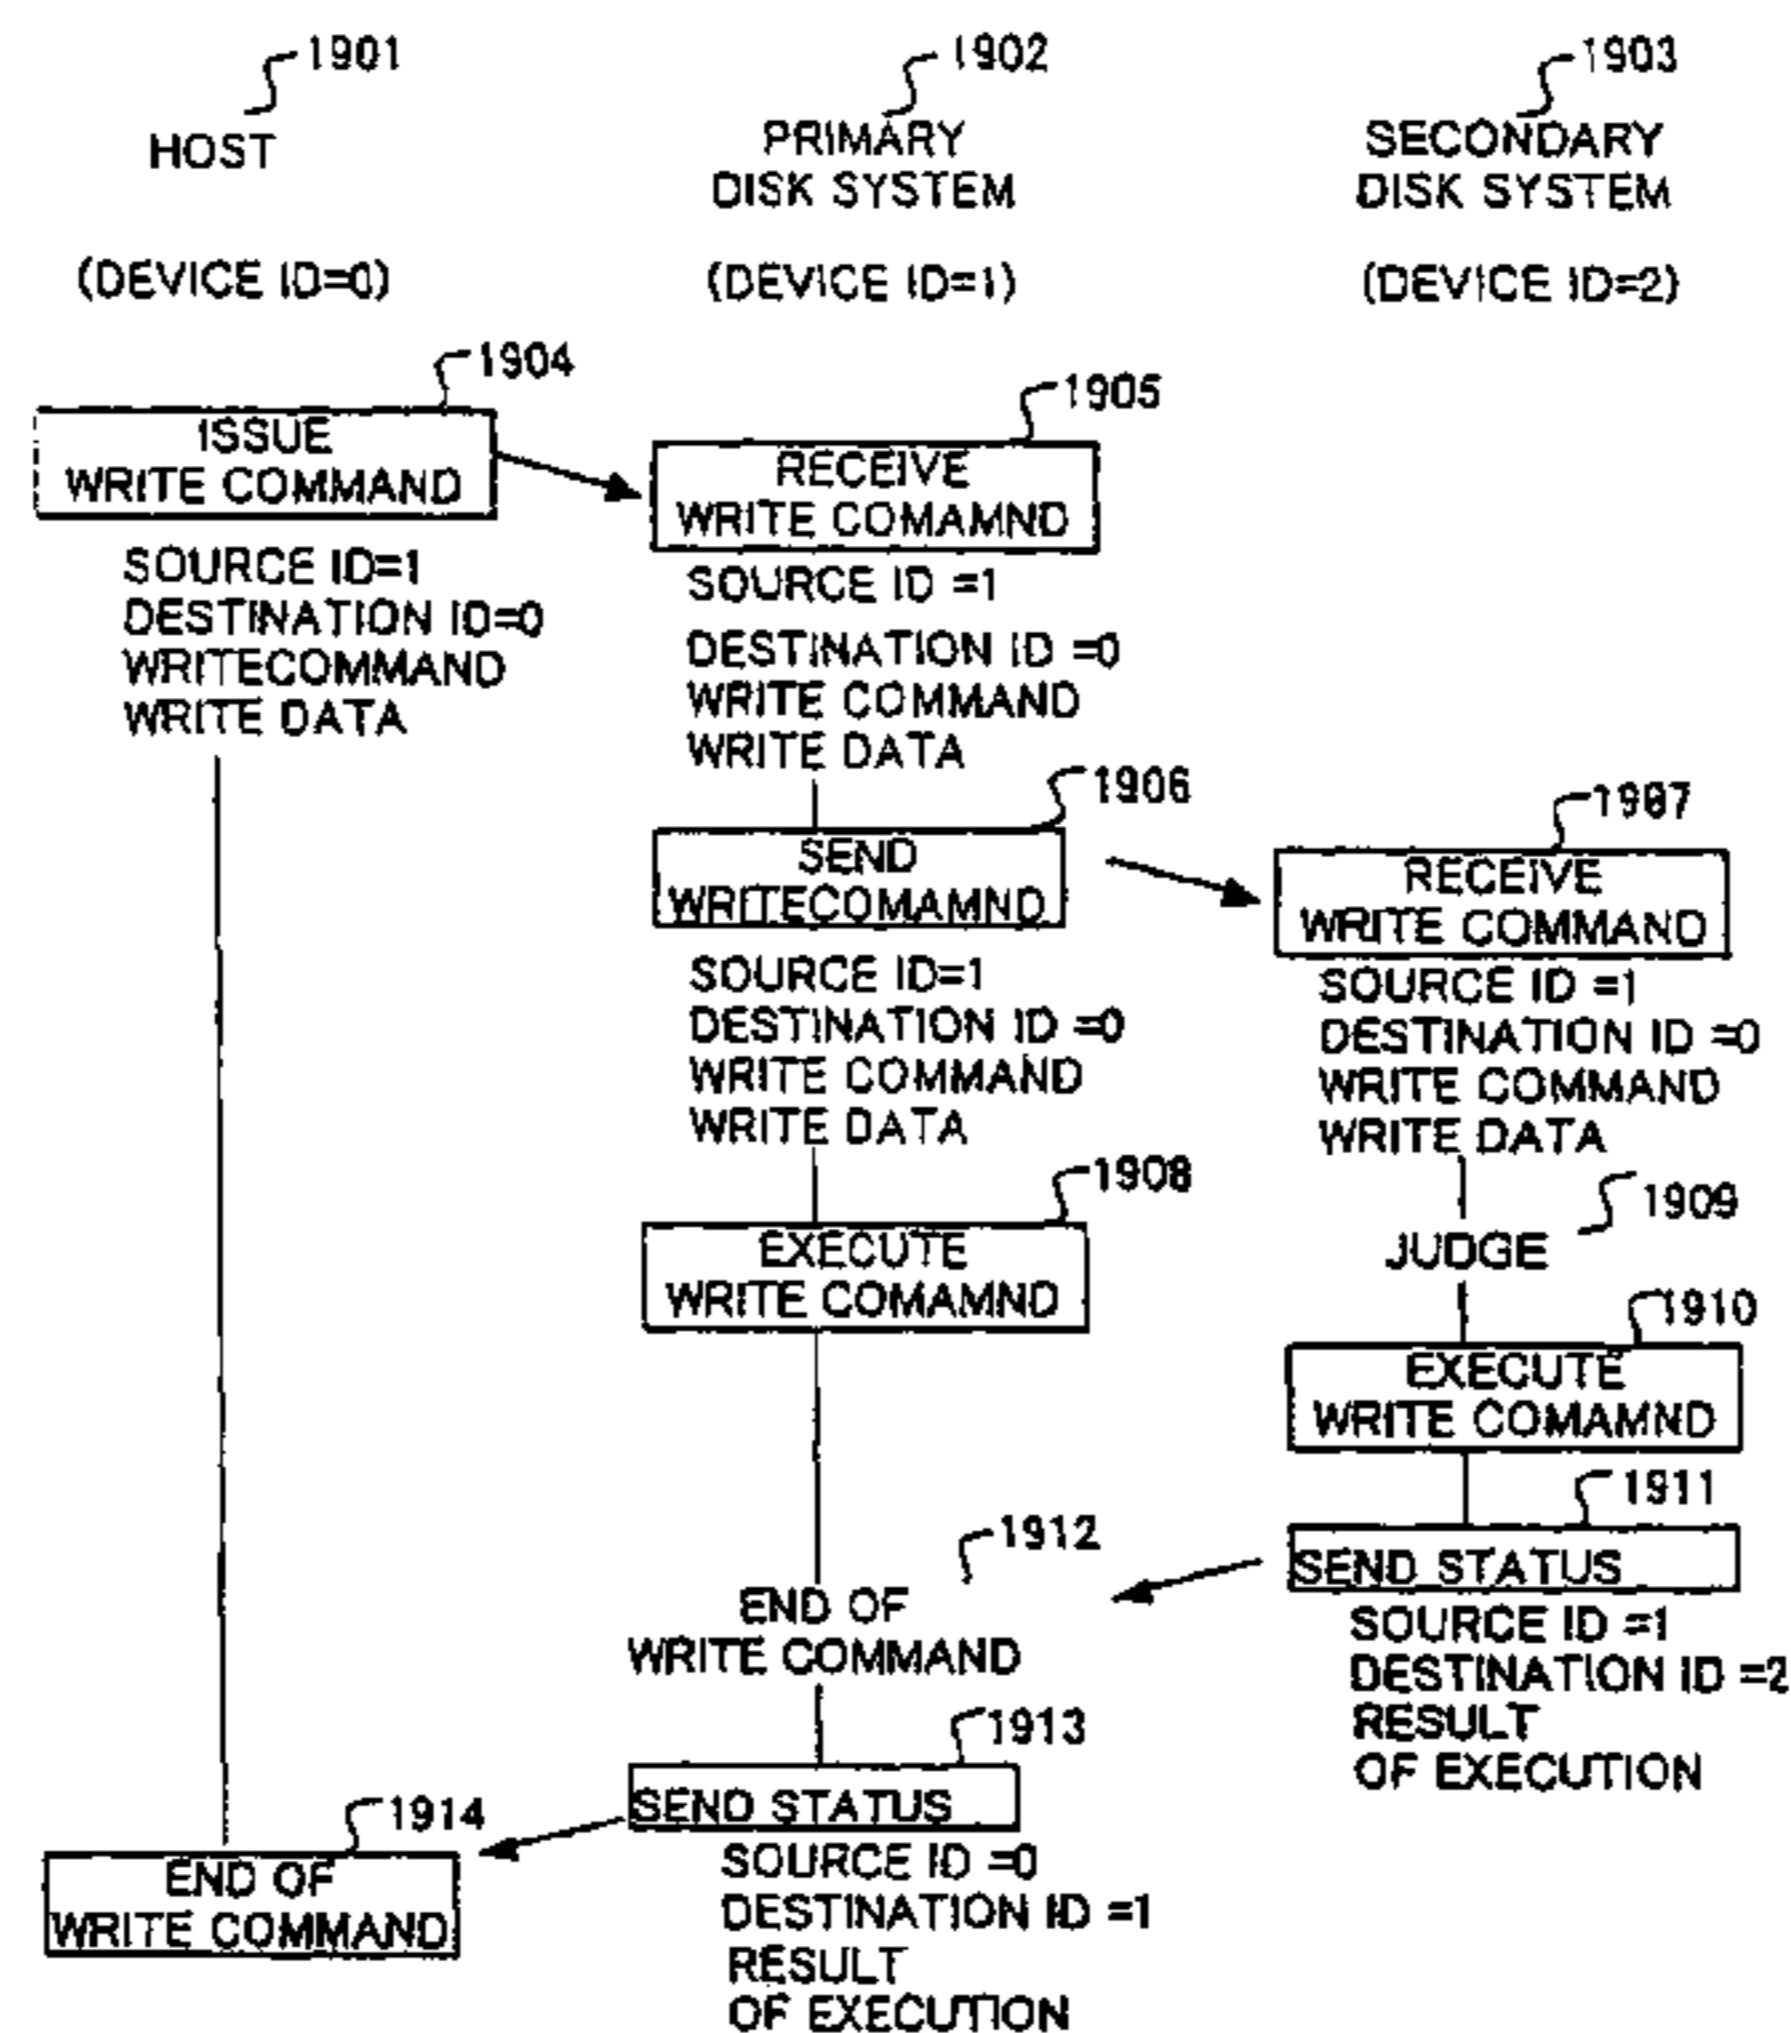 1901
1902
1903
HOST
PRIMARY
DISK SYSTEM
SECONDARY
DISK SYSTEM
(DEVICE ID=0)
(DEVICE ID=1)
(DEVICE ID=2)
1904
ISSUE
WRITE COMMAND
SOURCE ID=1
DESTINATION ID=0
WRITECOMMAND
WRITE DATA
1905
RECEIVE
WRITE COMAMND
SOURCE ID =1
DESTINATION ID =0
WRITE COMMAND
WRITE DATA
1906
SEND
WRITECOMAMND
SOURCE ID=1
DESTINATION ID =0
WRITE COMMAND
WRITE DATA
1907
RECEIVE
WRITE COMMAND
SOURCE ID =1
DESTINATION ID =0
WRITE COMMAND
WRITE DATA
1908
EXECUTE
WRITE COMAMND
1909
JUDGE
1910
EXECUTE
WRITE COMAMND
1911
SEND STATUS
SOURCE ID =1
DESTINATION ID =2
RESULT
OF EXECUTION
1912
END OF
WRITE COMMAND
1913
SEND STATUS
SOURCE ID =0
DESTINATION ID =1
RESULT
OF EXECUTION
1914
END OF
WRITE COMMAND